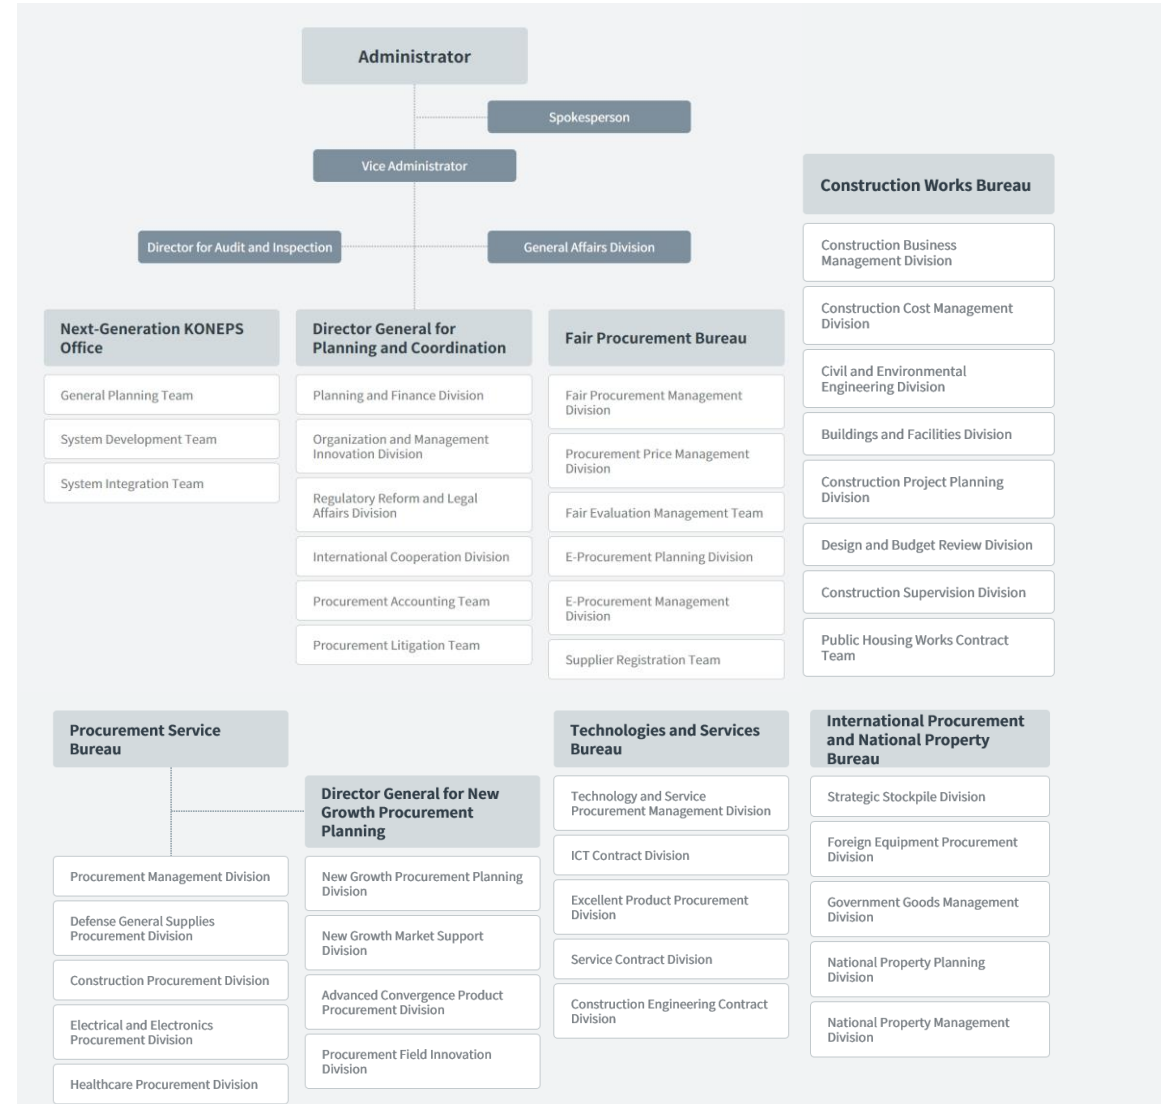 Administrator
Spokesperson
Vice Administrator
Director for Audit and Inspection
General Affairs Division
Next-Generation KONEPS
Office
General Planning Team
System Development Team
System Integration Team
Director General for
Planning and Coordination
Planning and Finance Division
Organization and Management
Innovation Division
Regulatory Reform and Legal
Affairs Division
International Cooperation Division
Procurement Accounting Team
Procurement Litigation Team
Fair Procurement Bureau
Fair Procurement Management
Division
Procurement Price Management
Division
Fair Evaluation Management Team
E-Procurement Planning Division
E-Procurement Management
Division
Supplier Registration Team
Construction Works Bureau
Construction Business
Management Division
Construction Cost Management
Division
Civil and Environmental
Engineering Division
Buildings and Facilities Division
Construction Project Planning
Division
Design and Budget Review Division
Construction Supervision Division
Public Housing Works Contract
Team
Procurement Service
Bureau
Procurement Management Division
Defense General Supplies
Procurement Division
Construction Procurement Division
Electrical and Electronics
Procurement Division
Healthcare Procurement Division
Director General for New
Growth Procurement
Planning
New Growth Procurement Planning
Division
New Growth Market Support
Division
Advanced Convergence Product
Procurement Division
Procurement Field Innovation
Division
Technologies and Services
Bureau
Technology and Service
Procurement Management Division
ICT Contract Division
Excellent Product Procurement
Division
Service Contract Division
Construction Engineering Contract
Division
International Procurement
and National Property
Bureau
Strategic Stockpile Division
Foreign Equipment Procurement
Division
Government Goods Management
Division
National Property Planning
Division
National Property Management
Division